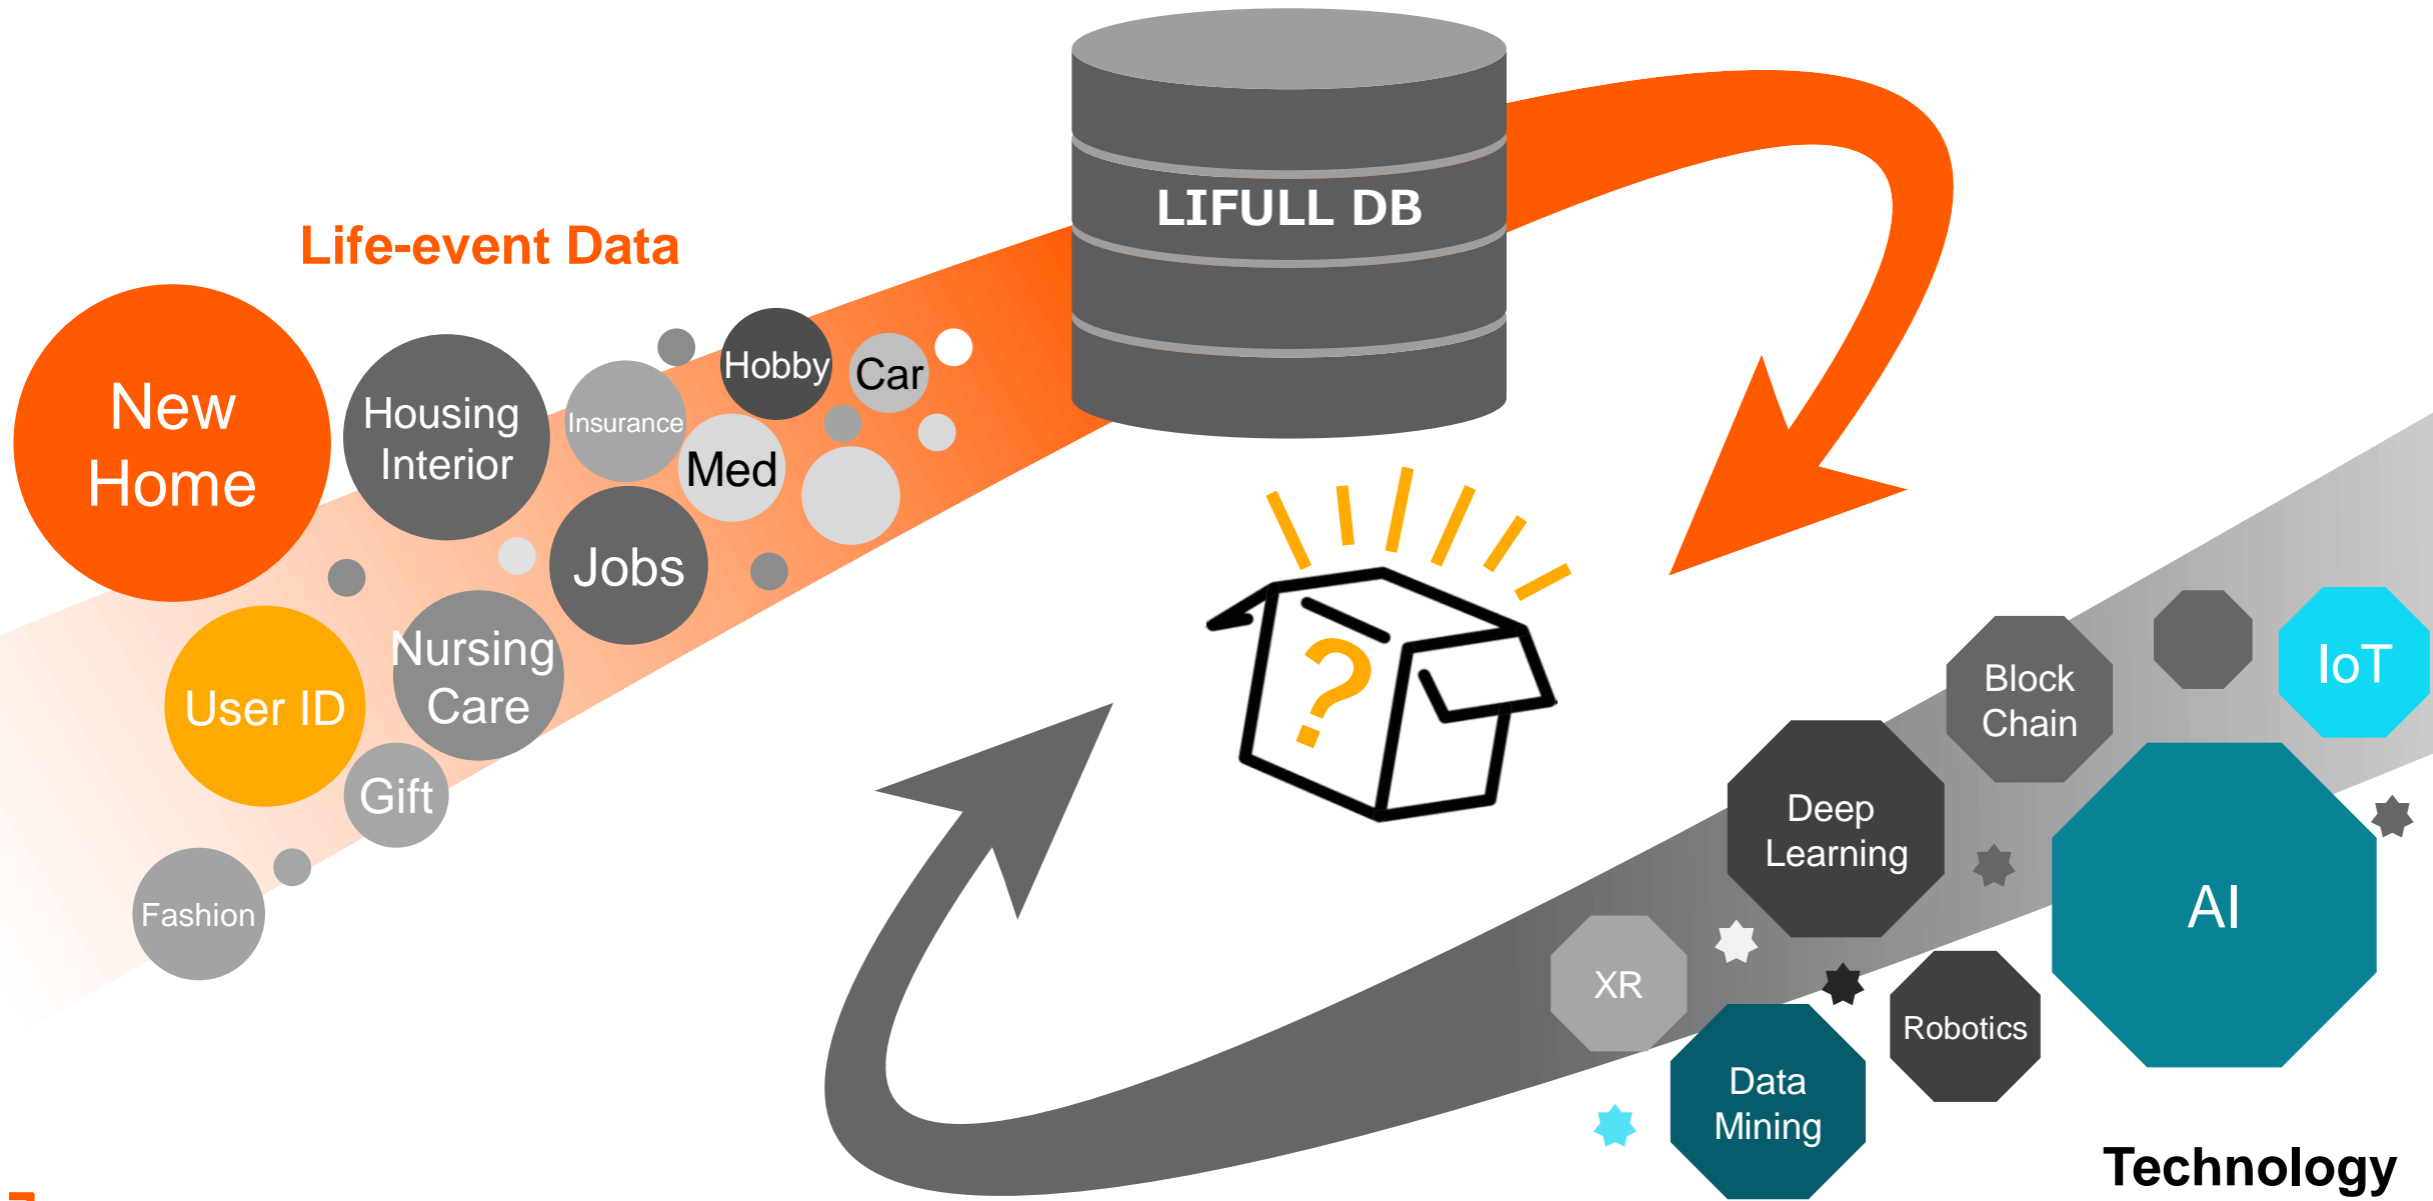 LIFULL DB
Life-event Data
New
Home
Housing
Interior
Insurance
Hobby
Car
Med
Jobs
User ID
Nursing
Care
Gift
Fashion
?
Block
Chain
IoT
Deep
Learning
AI
XR
Robotics
Data
Mining
Technology